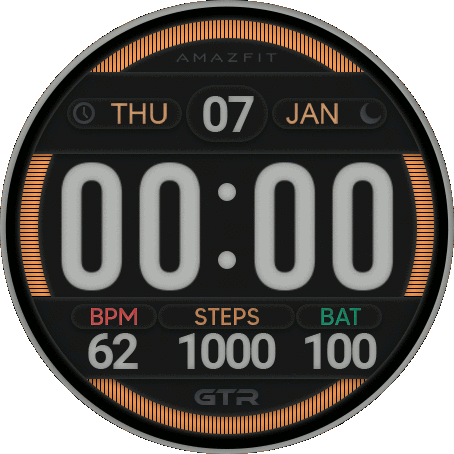 AMAZFIT
THU 07 JAN
00:00
BPM STEPS BAT
62 1000 100
GTR